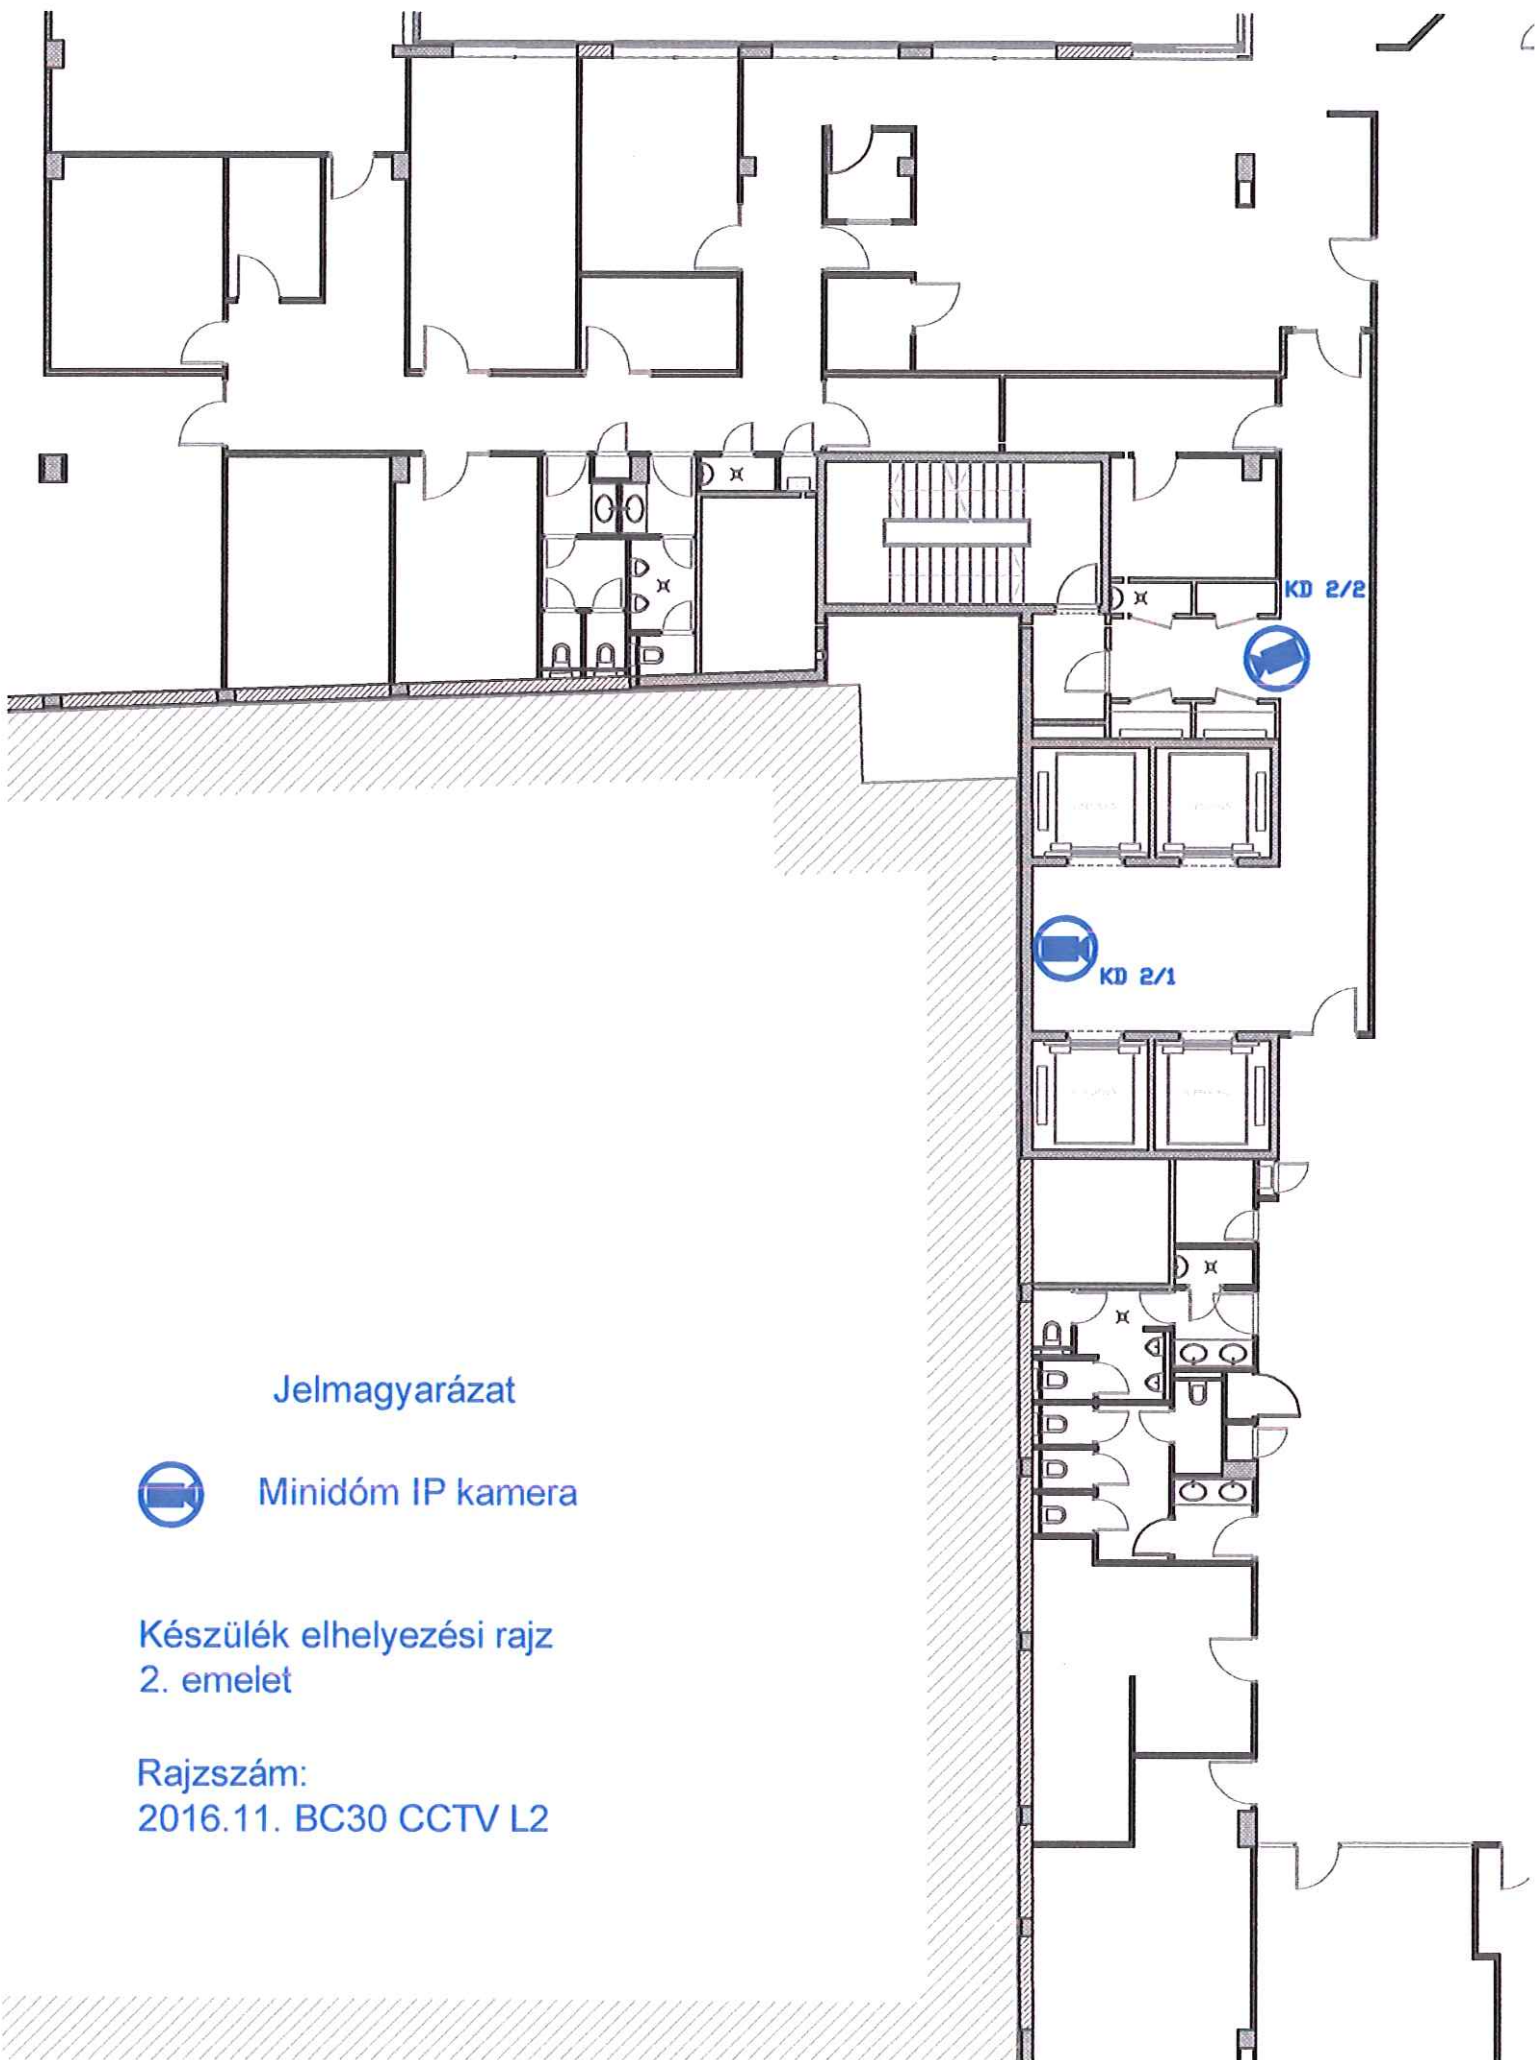 KD 2/2
KD 2/1
Jelmagyarázat
Minidóm IP kamera
Készülék elhelyezési rajz
2. emelet
Rajzszám:
2016.11. BC30 CCTV L2